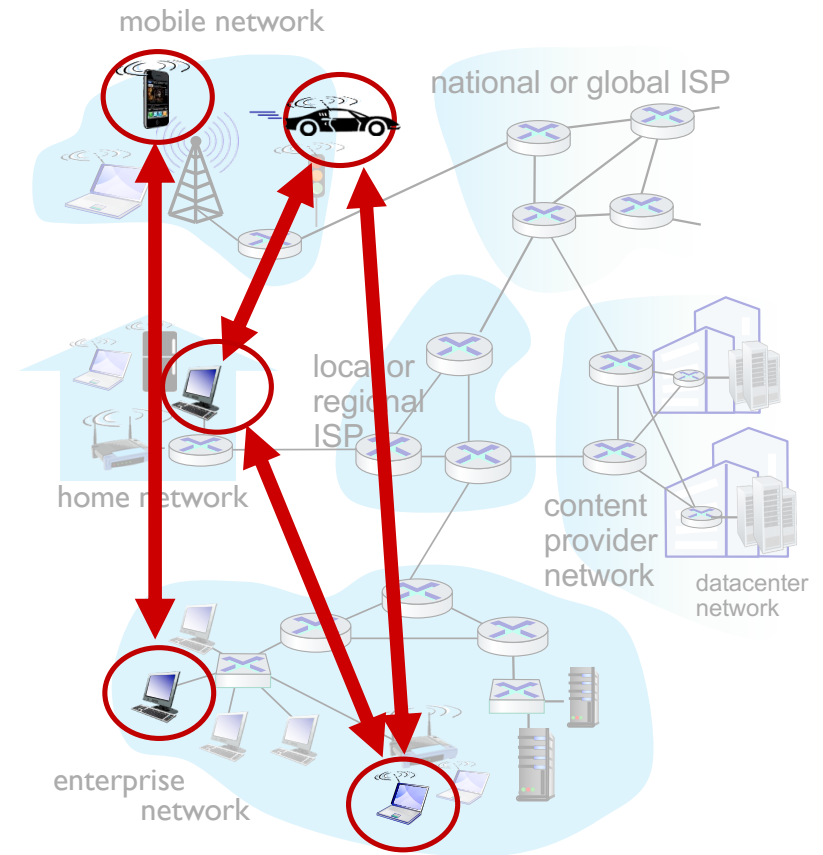 mobile network
national or global ISP
local or
regional
ISP
home network
content
provider
network
datacenter
network
enterprise
network